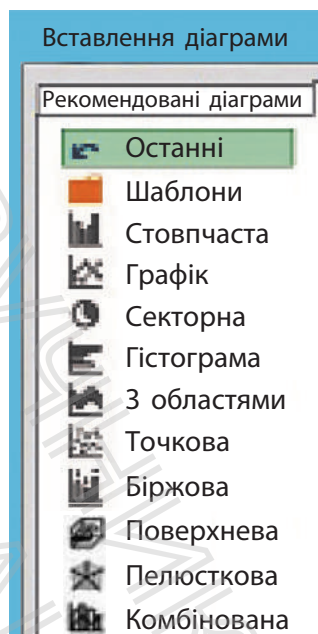 Вставлення діаграми
Рекомендовані діаграми
Останні
Шаблони
Стовпчаста
Графік
Секторна
Гістограма
З областями
Точкова
Біржова
Поверхнева
Пелюсткова
Комбінована